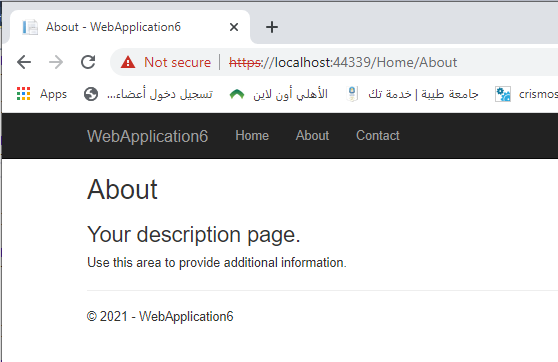 About - WebApplication6
Not secure | https://localhost:44339/Home/About
Apps تسجيل دخول أعضاء... الأهلي أون لاين جامعة طيبة | خدمة تك crismos
WebApplication6 Home About Contact
About
Your description page.
Use this area to provide additional information.
© 2021 - WebApplication6